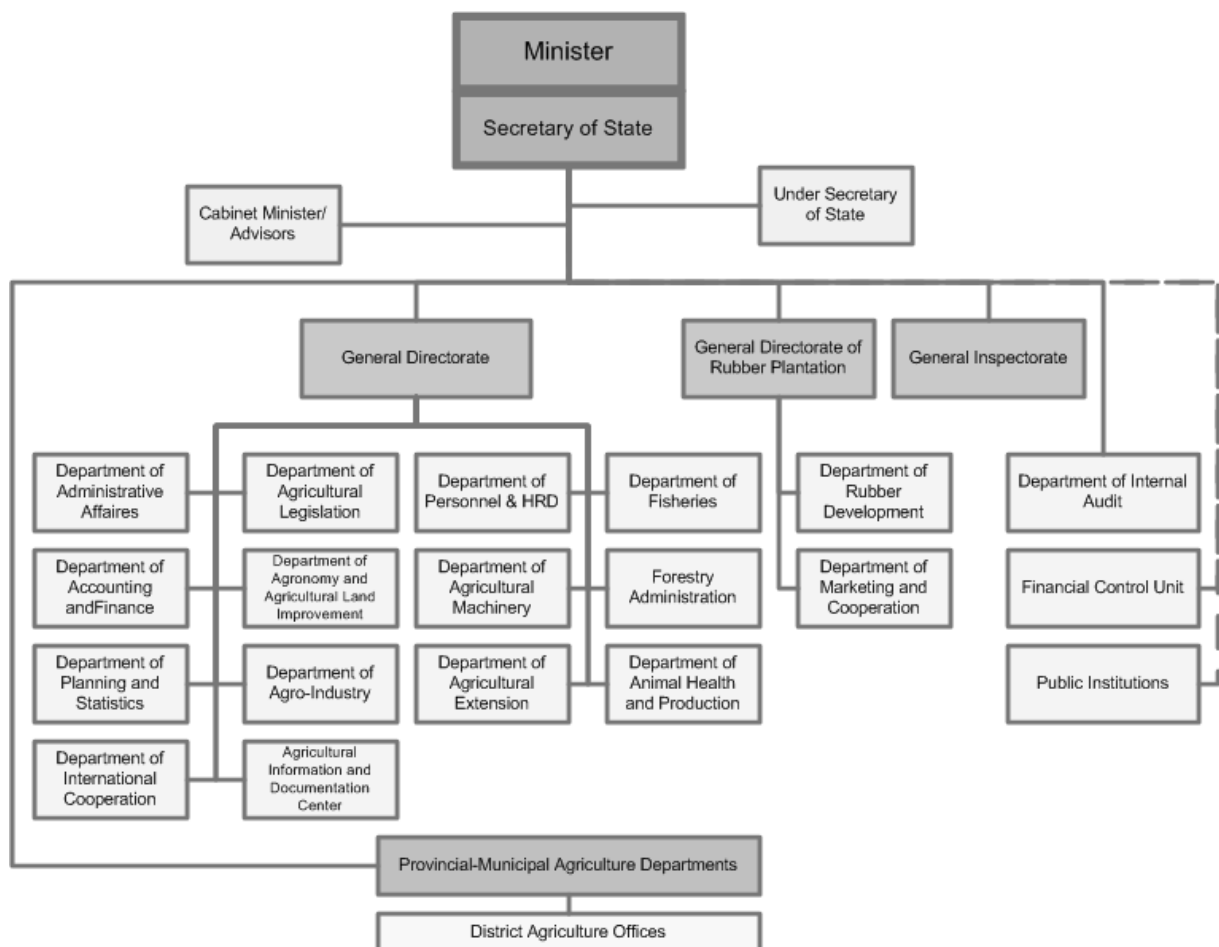 Minister
Secretary of State
Cabinet Minister/
Advisors
Under Secretary
of State
General Directorate
General Directorate of
Rubber Plantation
General Inspectorate
Department of
Administrative
Affaires
Department of
Agricultural
Legislation
Department of
Personnel & HRD
Department of
Fisheries
Department of
Rubber
Development
Department of Internal
Audit
Department of
Accounting
andFinance
Department of
Agronomy and
Agricultural Land
Improvement
Department of
Agricultural
Machinery
Forestry
Administration
Department of
Marketing and
Cooperation
Financial Control Unit
Department of
Planning and
Statistics
Department of
Agro-Industry
Department of
Agricultural
Extension
Department of
Animal Health
and Production
Public Institutions
Department of
International
Cooperation
Agricultural
Information and
Documentation
Center
Provincial-Municipal Agriculture Departments
District Agriculture Offices